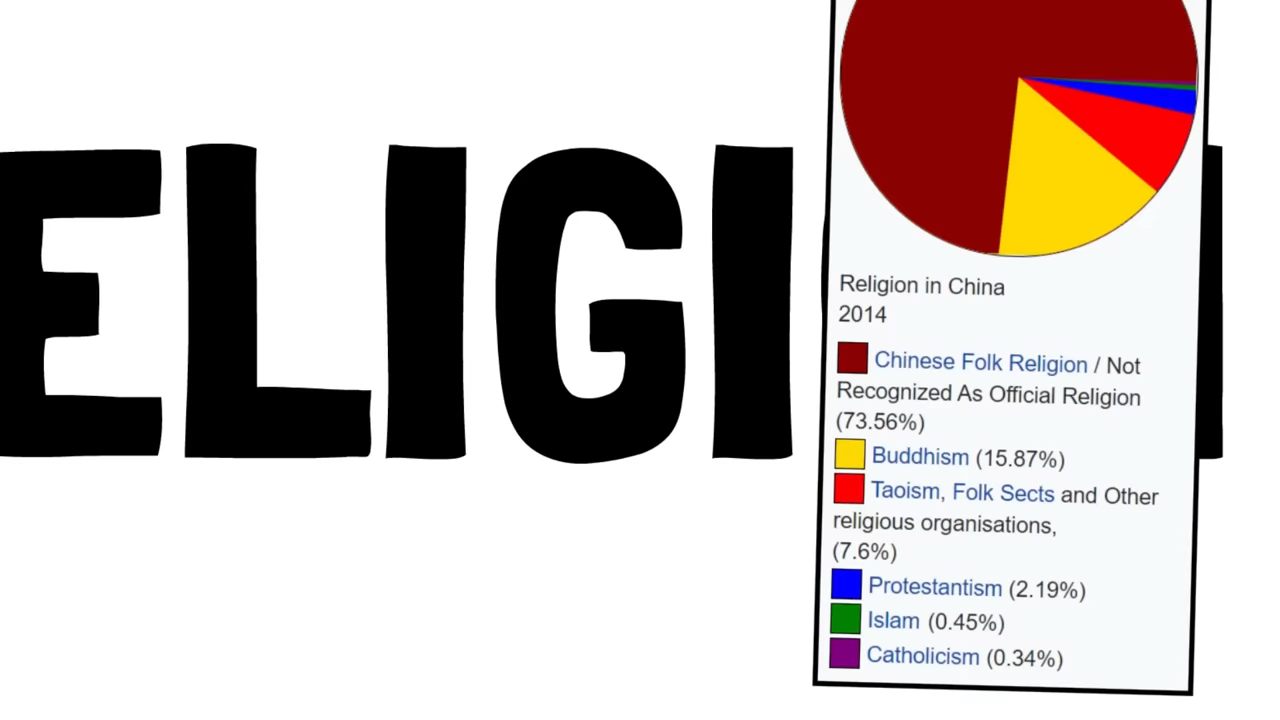 ELIGI
Religion in China
2014
Chinese Folk Religion / Not
Recognized As Official Religion
(73.56%)
Buddhism (15.87%)
Taoism, Folk Sects and Other
religious organisations,
(7.6%)
Protestantism (2.19%)
Islam (0.45%)
Catholicism (0.34%)